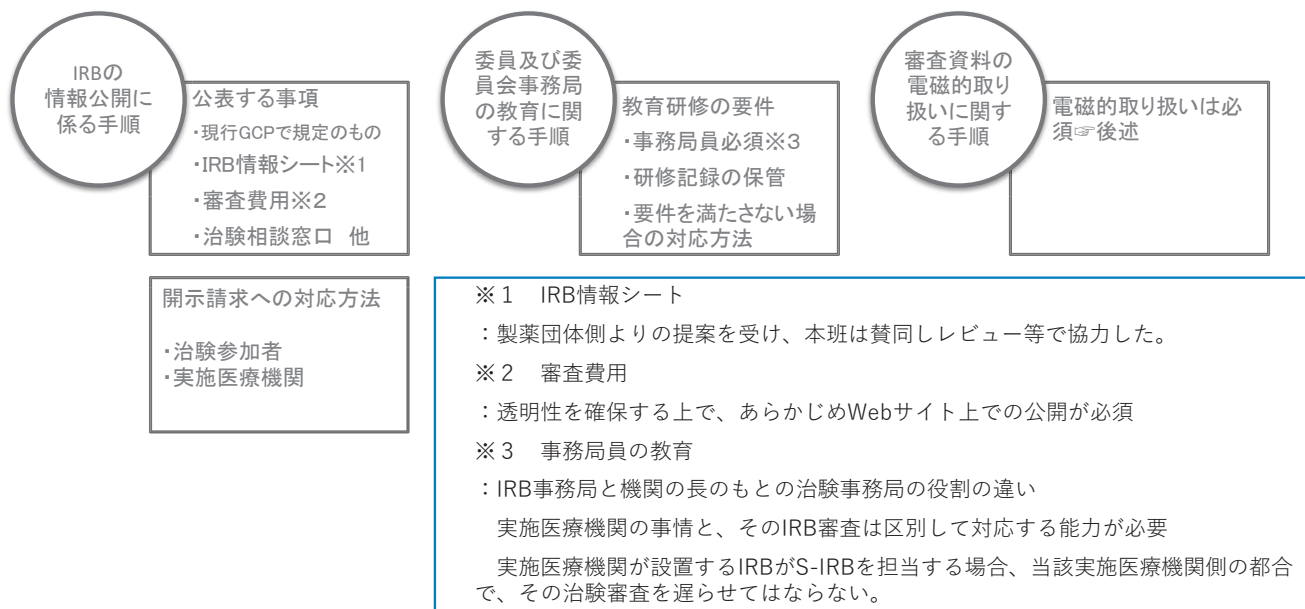 IRBの
情報公開に
係る手順
公表する事項
・現行GCPで規定のもの
・IRB情報シート※1
・審査費用※2
・治験相談窓口　他
開示請求への対応方法
・治験参加者
・実施医療機関
委員及び委
員会事務局
の教育に関
する手順
教育研修の要件
・事務局員必須※3
・研修記録の保管
・要件を満たさない場
合の対応方法
審査資料の
電磁的取り
扱いに関す
る手順
電磁的取り扱いは必
須☞後述
※１　IRB情報シート
：製薬団体側よりの提案を受け、本班は賛同しレビュー等で協力した。
※２　審査費用
：透明性を確保する上で、あらかじめWebサイト上での公開が必須
※３　事務局員の教育
：IRB事務局と機関の長のもとの治験事務局の役割の違い
　実施医療機関の事情と、そのIRB審査は区別して対応する能力が必要
　実施医療機関が設置するIRBがS-IRBを担当する場合、当該実施医療機関側の都合
で、その治験審査を遅らせてはならない。